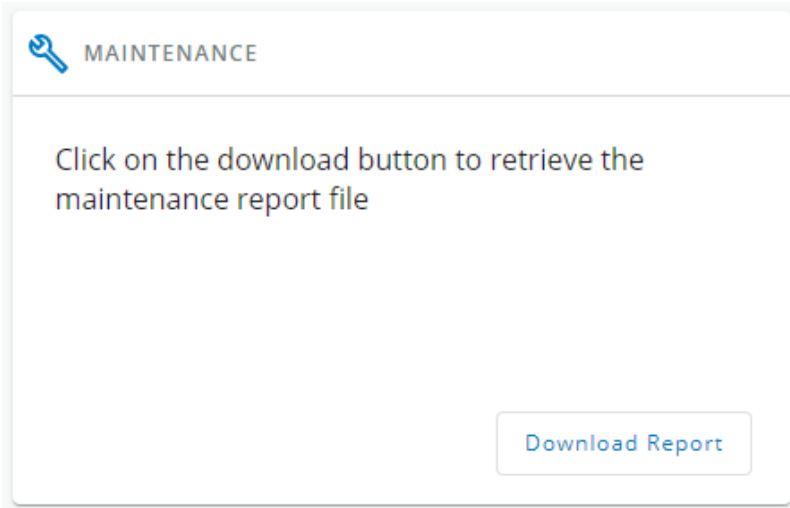 MAINTENANCE
Click on the download button to retrieve the
maintenance report file
Download Report